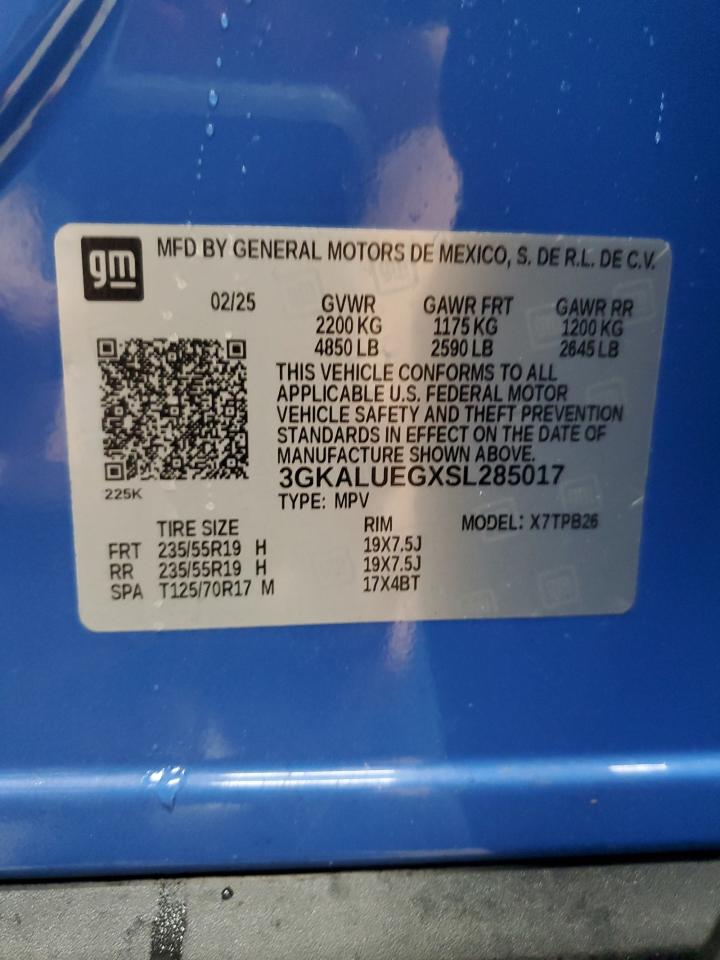 gm
MFD BY GENERAL MOTORS DE MEXICO, S. DE R.L. DE C.V.
02/25 GVWR GAWR FRT GAWR RR
2200 KG 1175 KG 1200 KG
4850 LB 2590 LB 2645 LB
THIS VEHICLE CONFORMS TO ALL
APPLICABLE U.S. FEDERAL MOTOR
VEHICLE SAFETY AND THEFT PREVENTION
STANDARDS IN EFFECT ON THE DATE OF
MANUFACTURE SHOWN ABOVE.
3GKALUEGXSL285017
225K
TYPE: MPV
TIRE SIZE RIM MODEL: X7TPB26
FRT 235/55R19 H 19X7.5J
RR 235/55R19 H 19X7.5J
SPA T125/70R17 M 17X4BT